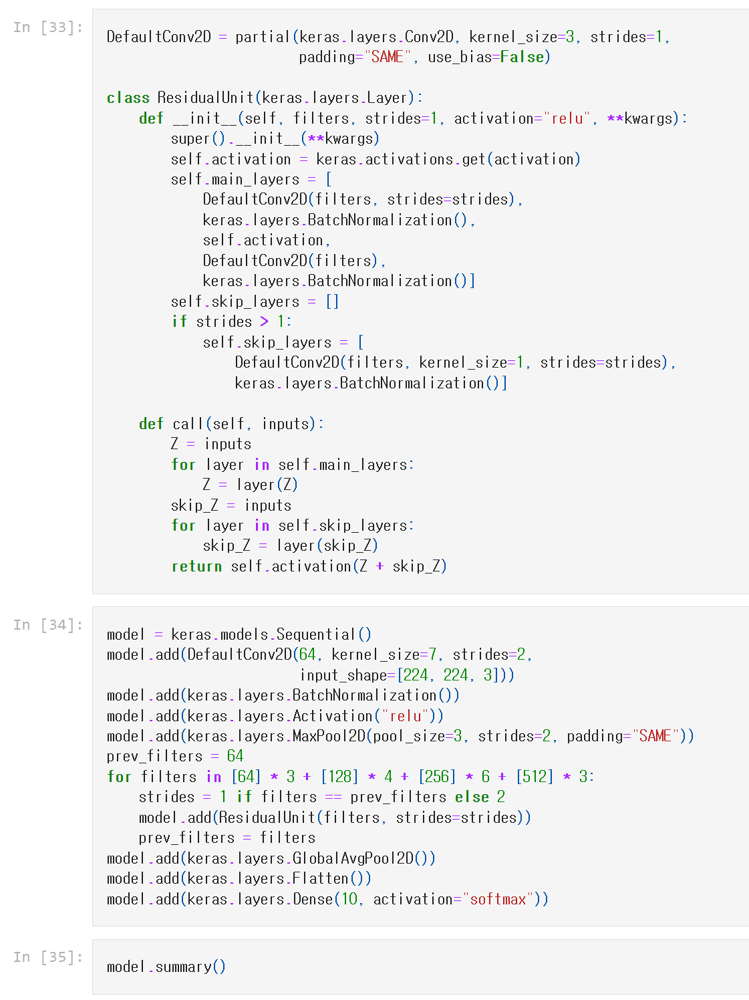 In [33]:
DefaultConv2D = partial(keras.layers.Conv2D, kernel_size=3, strides=1,
                        padding="SAME", use_bias=False)

class ResidualUnit(keras.layers.Layer):
    def __init__(self, filters, strides=1, activation="relu", **kwargs):
        super().__init__(**kwargs)
        self.activation = keras.activations.get(activation)
        self.main_layers = [
            DefaultConv2D(filters, strides=strides),
            keras.layers.BatchNormalization(),
            self.activation,
            DefaultConv2D(filters),
            keras.layers.BatchNormalization()]
        self.skip_layers = []
        if strides > 1:
            self.skip_layers = [
                DefaultConv2D(filters, kernel_size=1, strides=strides),
                keras.layers.BatchNormalization()]

    def call(self, inputs):
        Z = inputs
        for layer in self.main_layers:
            Z = layer(Z)
        skip_Z = inputs
        for layer in self.skip_layers:
            skip_Z = layer(skip_Z)
        return self.activation(Z + skip_Z)
In [34]:
model = keras.models.Sequential()
model.add(DefaultConv2D(64, kernel_size=7, strides=2,
                        input_shape=[224, 224, 3]))
model.add(keras.layers.BatchNormalization())
model.add(keras.layers.Activation("relu"))
model.add(keras.layers.MaxPool2D(pool_size=3, strides=2, padding="SAME"))
prev_filters = 64
for filters in [64] * 3 + [128] * 4 + [256] * 6 + [512] * 3:
    strides = 1 if filters == prev_filters else 2
    model.add(ResidualUnit(filters, strides=strides))
    prev_filters = filters
model.add(keras.layers.GlobalAvgPool2D())
model.add(keras.layers.Flatten())
model.add(keras.layers.Dense(10, activation="softmax"))
In [35]:
model.summary()